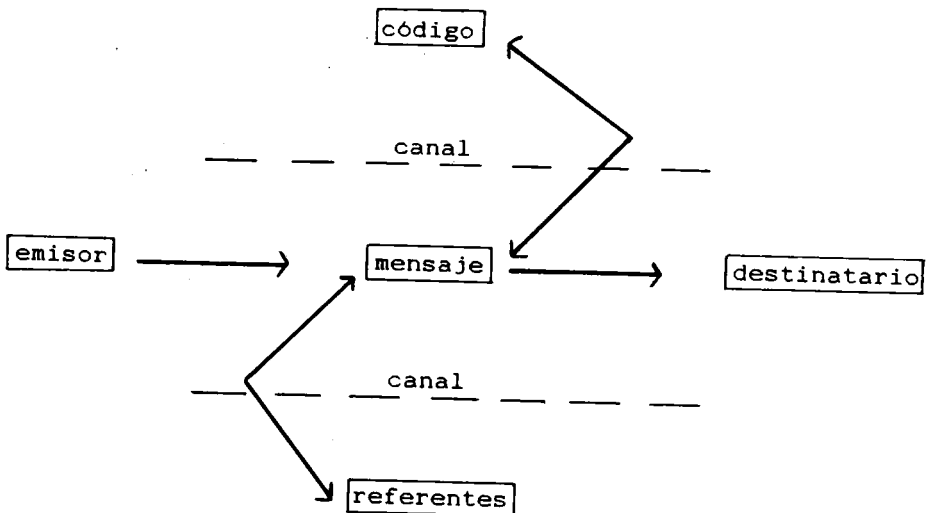 código
canal
emisor
mensaje
destinatario
canal
referentes